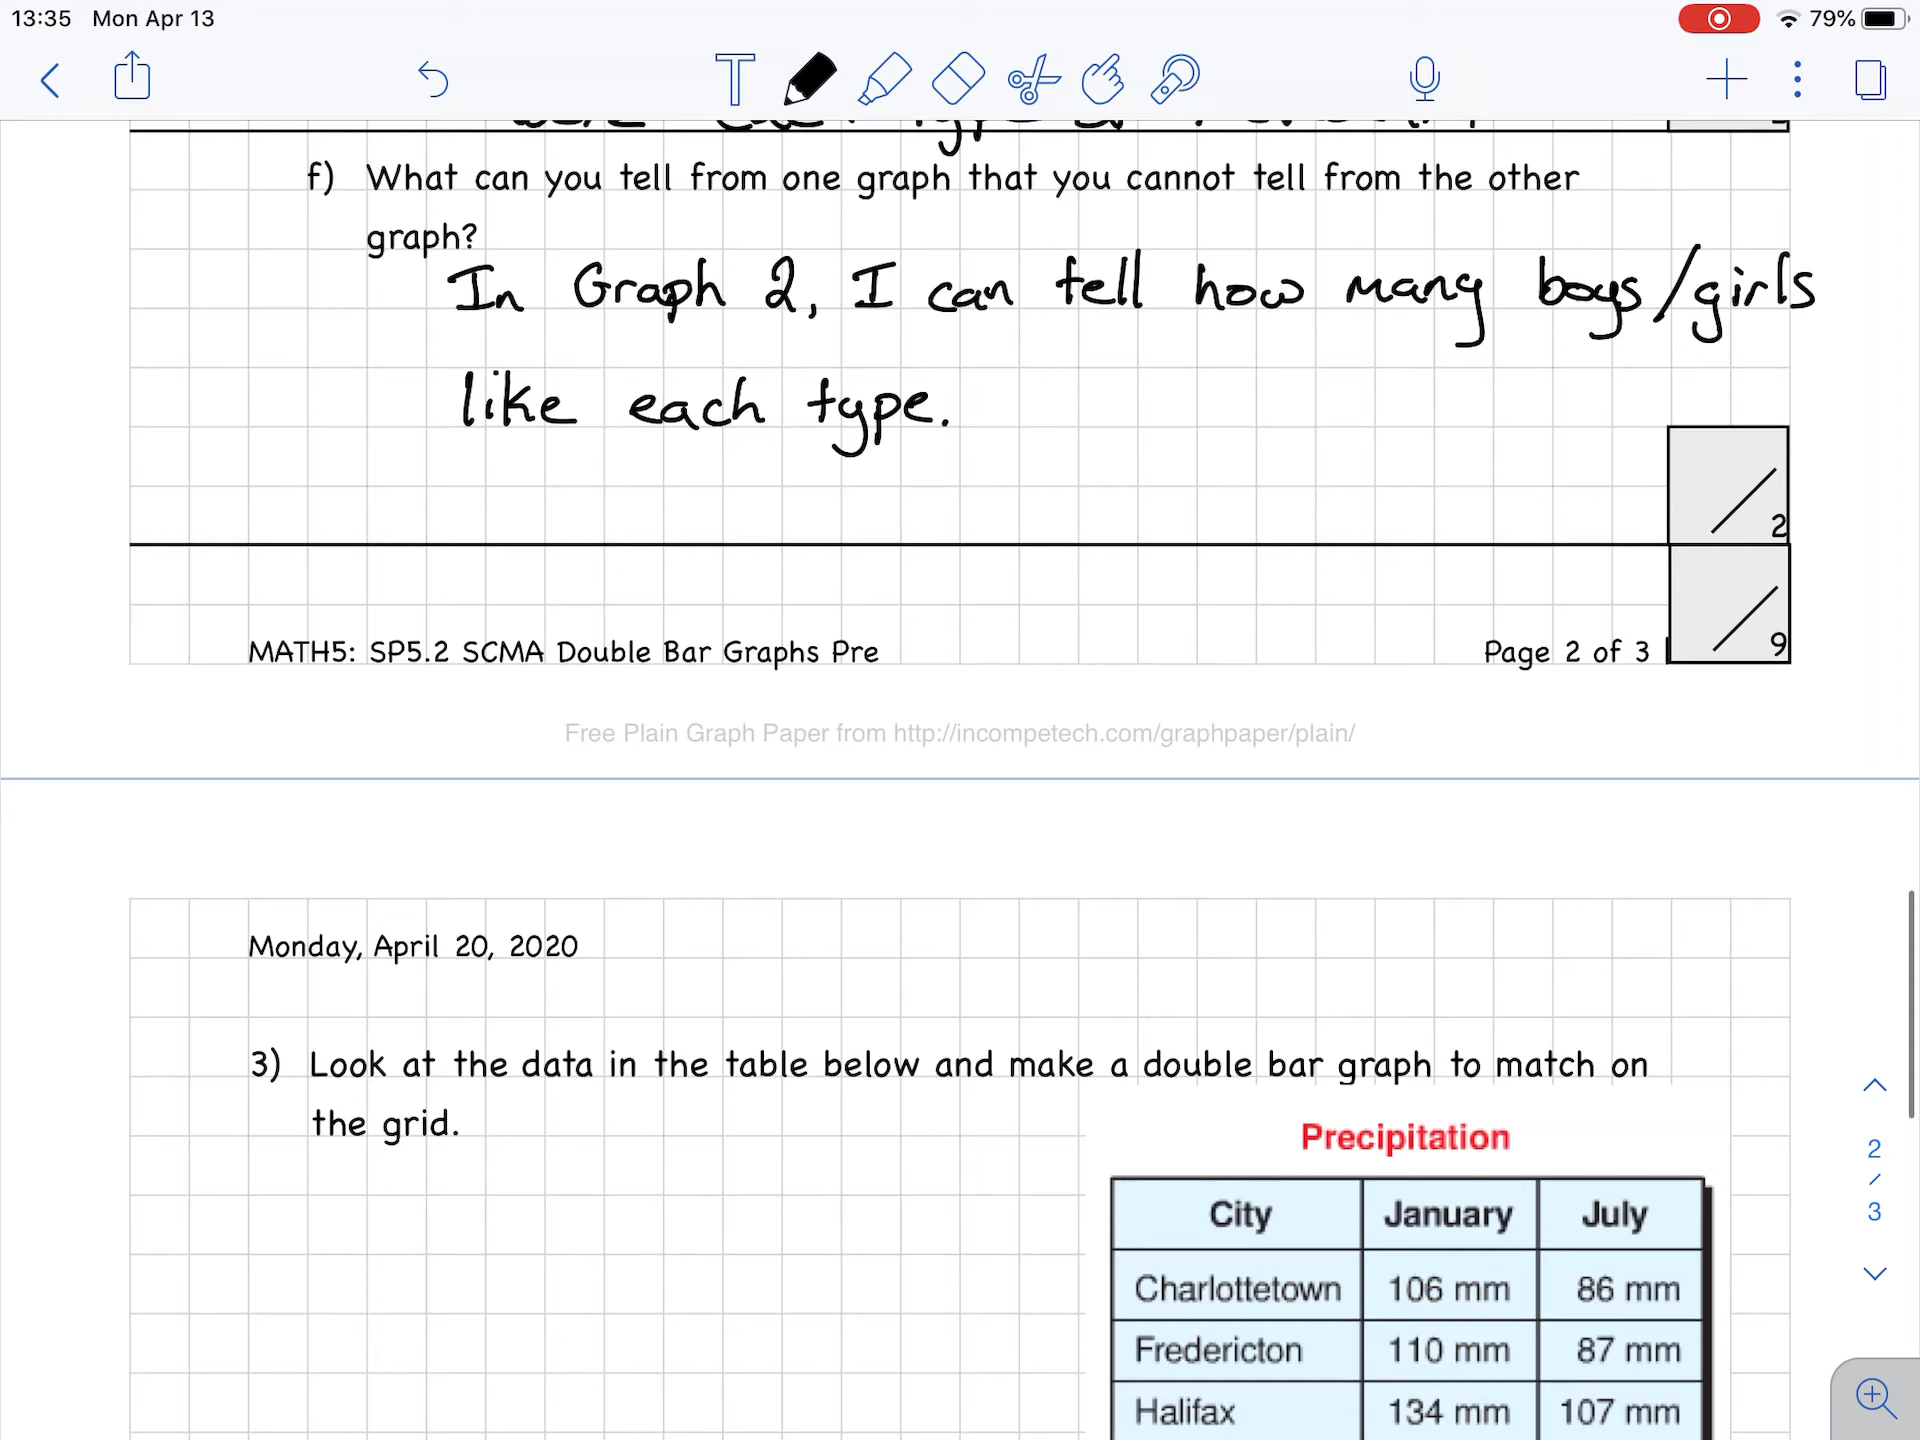 13:35 Mon Apr 13 79%
f) What can you tell from one graph that you cannot tell from the other
graph?
In Graph 2, I can tell how many boys/girls
like each type.
2
9
MATH5: SP5.2 SCMA Double Bar Graphs Pre Page 2 of 3
Free Plain Graph Paper from http://incompetech.com/graphpaper/plain/
Monday, April 20, 2020
3) Look at the data in the table below and make a double bar graph to match on
the grid.
Precipitation
City January July
Charlottetown 106 mm 86 mm
Fredericton 110 mm 87 mm
Halifax 134 mm 107 mm
2
/
3